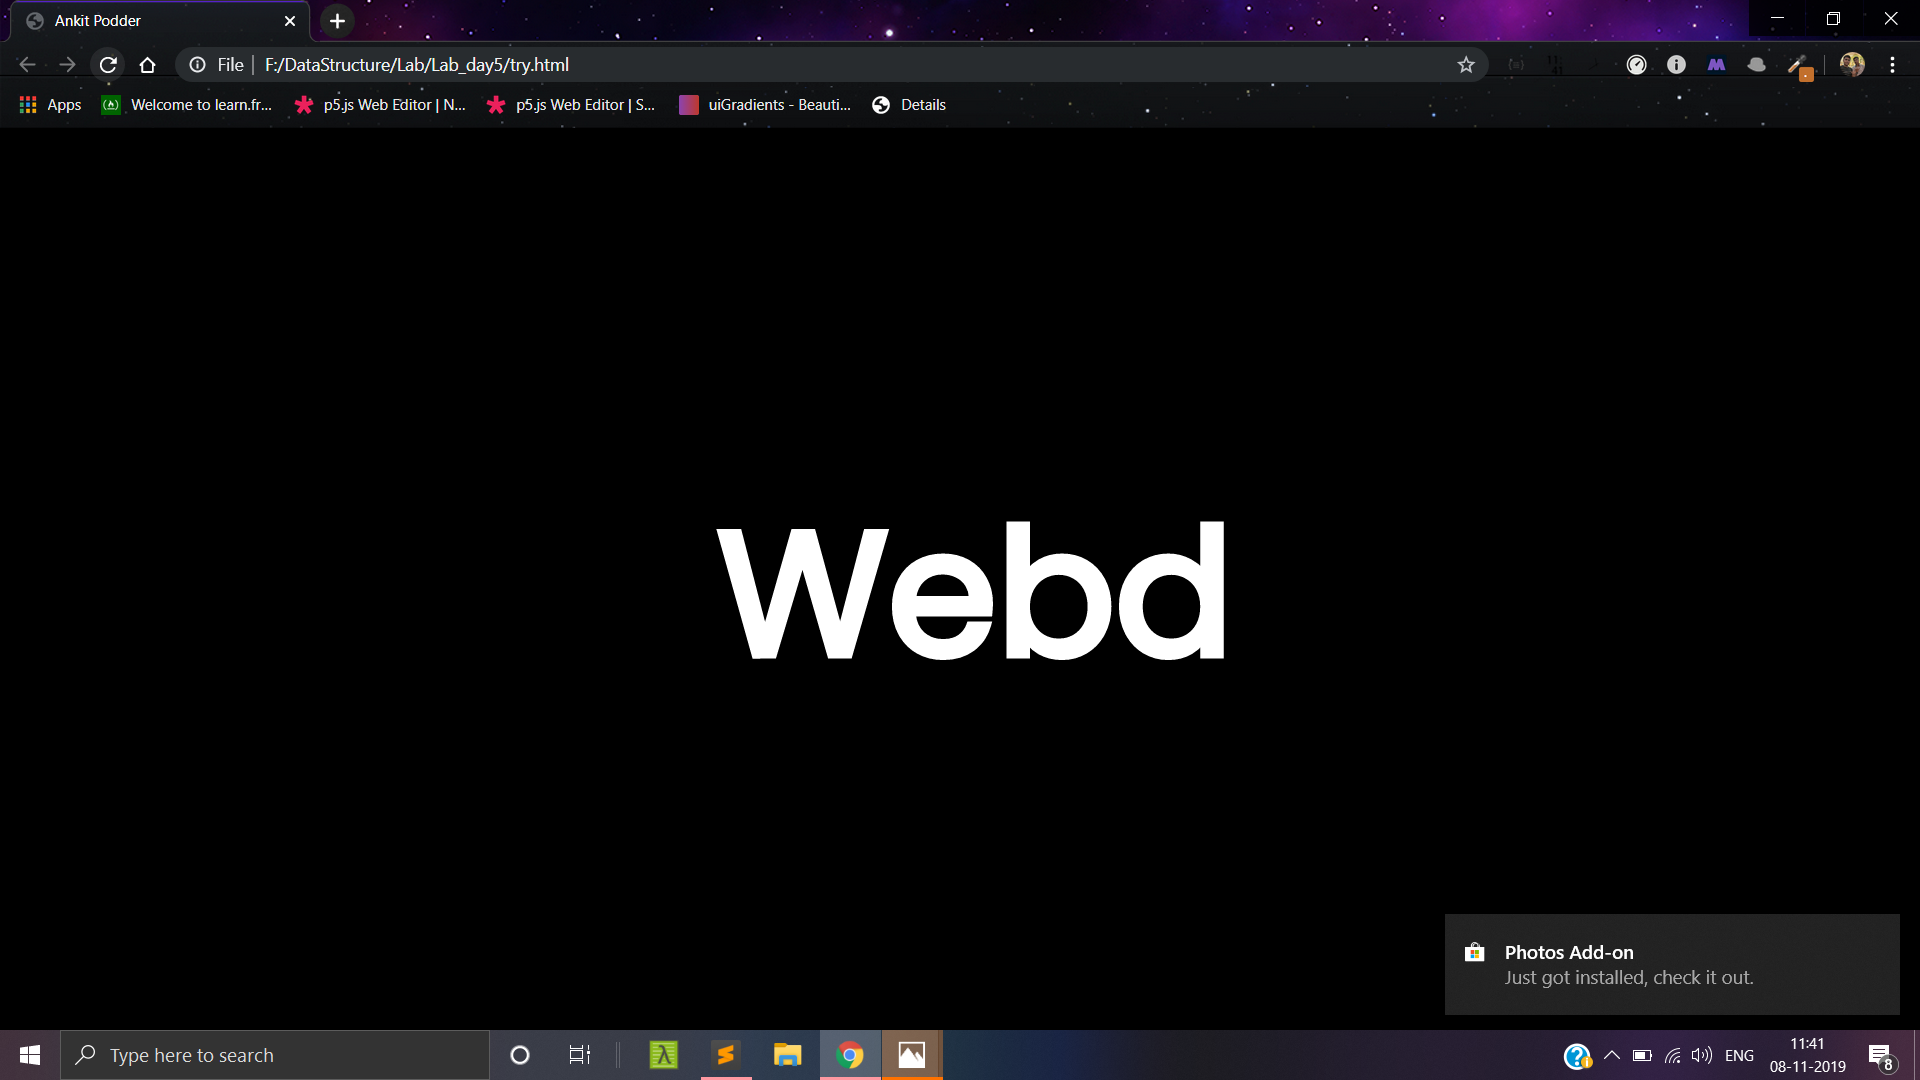 Ankit Podder
File
F:/DataStructure/Lab/Lab_day5/try.html
Apps
Welcome to learn.fr...
p5.js Web Editor | N...
p5.js Web Editor | S...
uiGradients - Beauti...
Details
Webd
Photos Add-on
Just got installed, check it out.
Type here to search
ENG
11:41
08-11-2019
8